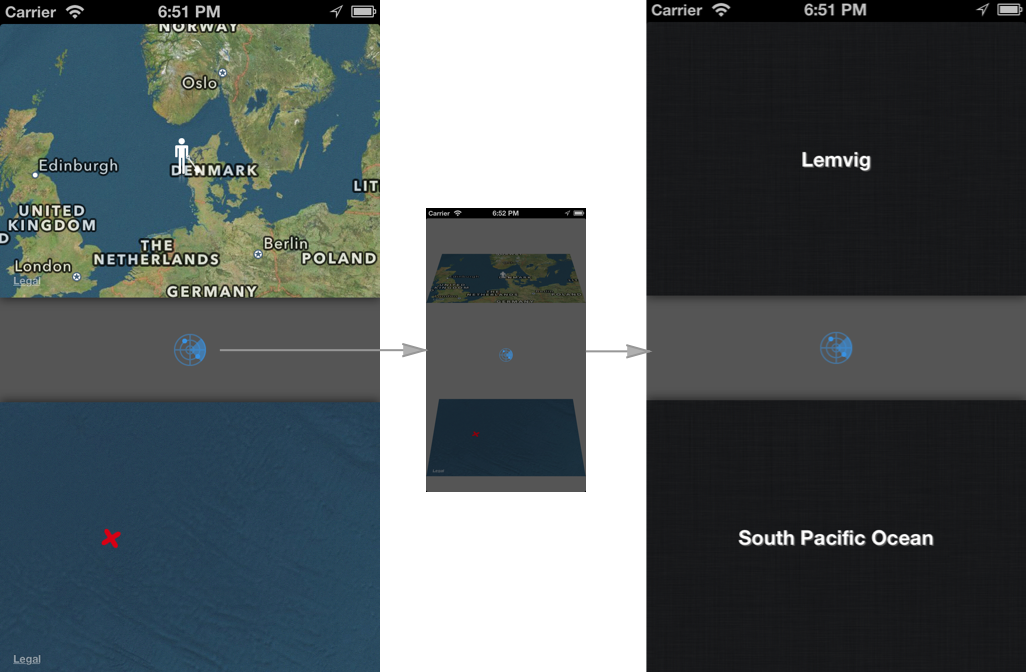 Carrier 6:51 PM
NORWAY
Oslo
Edinburgh
DENMARK
LIT
UNITED
KINGDOM
D
THE
NETHERLANDS
Berlin
POLAND
London
Legal
GERMANY
Legal
Carrier 6:52 PM
Carrier 6:51 PM
Lemvig
South Pacific Ocean